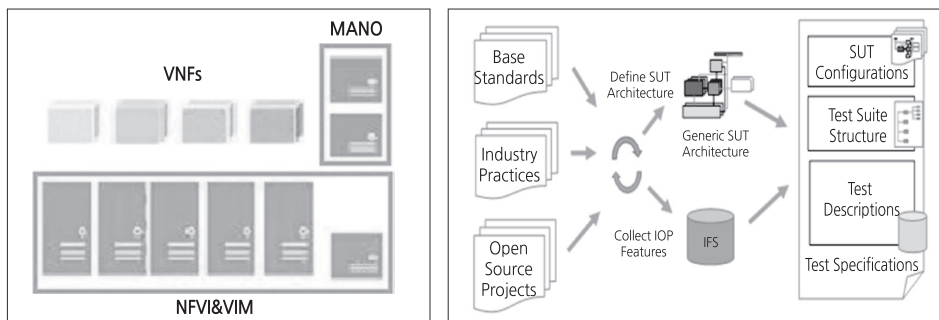 MANO
VNFs
NFVI&VIM
Base
Standards
Industry
Practices
Open
Source
Projects
Define SUT
Architecture
Generic SUT
Architecture
Collect IOP
Features
IFS
SUT
Configurations
Test Suite
Structure
Test
Descriptions
Test Specifications